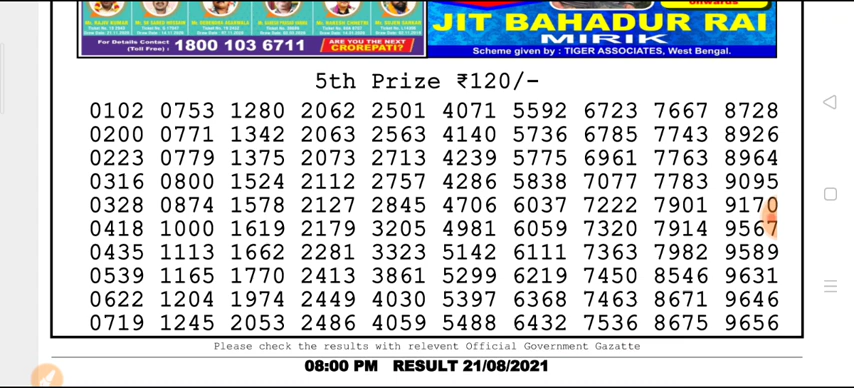 For Details Contact
(Toll Free) : 1800 103 6711
ARE YOU THE NEXT
CROREPATI?
onwards
JIT BAHADUR RAI
MIRIK
Scheme given by : TIGER ASSOCIATES, West Bengal.
5th Prize ₹120/-
0102 0753 1280 2062 2501 4071 5592 6723 7667 8728
0200 0771 1342 2063 2563 4140 5736 6785 7743 8926
0223 0779 1375 2073 2713 4239 5775 6961 7763 8964
0316 0800 1524 2112 2757 4286 5838 7077 7783 9095
0328 0874 1578 2127 2845 4706 6037 7222 7901 9170
0418 1000 1619 2179 3205 4981 6059 7320 7914 9567
0435 1113 1662 2281 3323 5142 6111 7363 7982 9589
0539 1165 1770 2413 3861 5299 6219 7450 8546 9631
0622 1204 1974 2449 4030 5397 6368 7463 8671 9646
0719 1245 2053 2486 4059 5488 6432 7536 8675 9656
Please check the results with relevent Official Government Gazatte
08:00 PM RESULT 21/08/2021